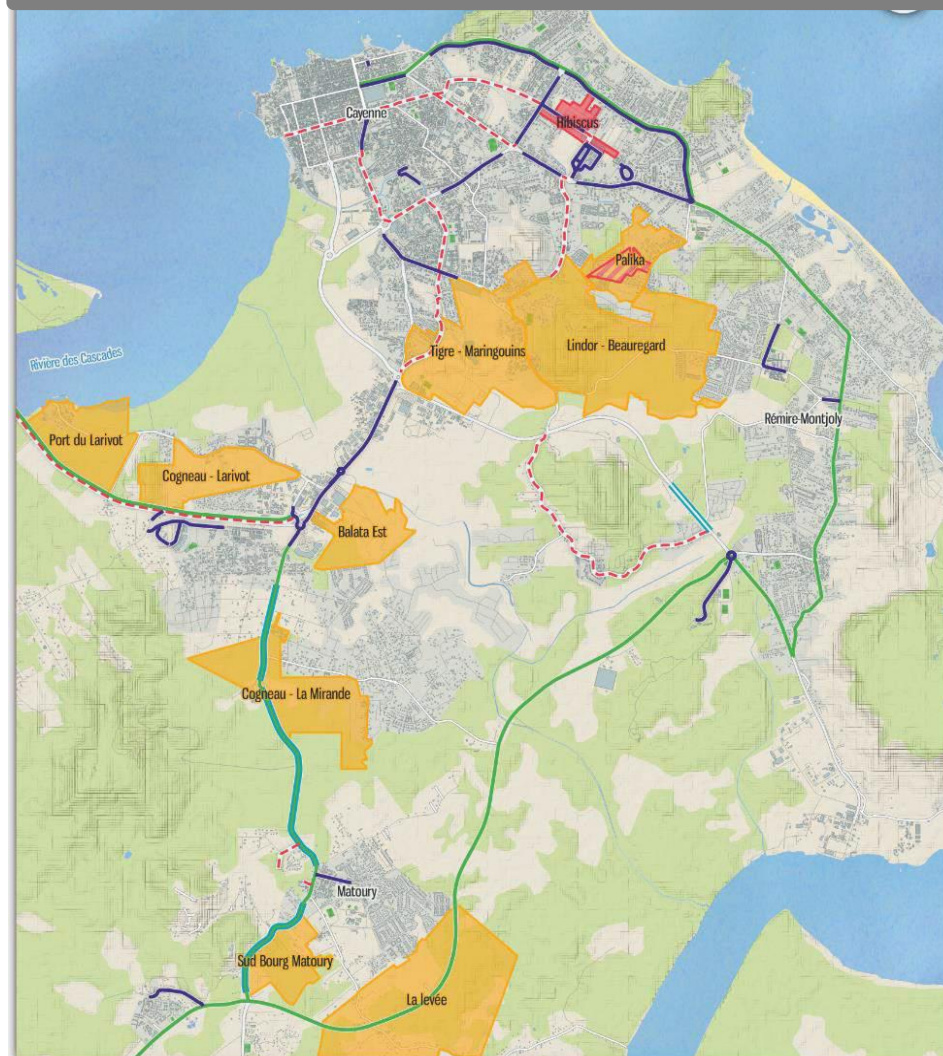 Cayenne
Hibiscus
Palika
Rivière des Cascades
Tigre - Maringouins
Lindor - Beauregard
Rémire-Montjoly
Port du Larivot
Cogneau - Larivot
Balata Est
Cogneau - La Mirande
Matoury
Sud Bourg Matoury
La levée